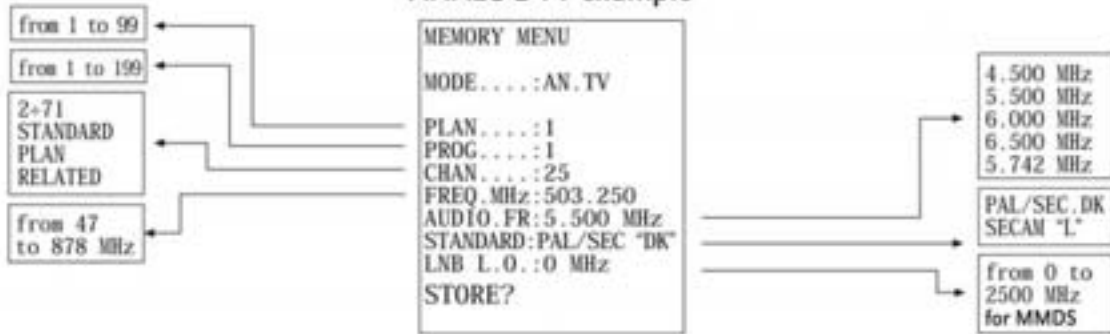 example
from 1 to 99
from 1 to 199
2÷71
STANDARD
PLAN
RELATED
from 47
to 878 MHz
MEMORY MENU
MODE....:AN.TV
PLAN....:1
PROG....:1
CHAN....:25
FREQ.MHz:503.250
AUDIO.FR:5.500 MHz
STANDARD:PAL/SEC "DK"
LNB L.O.:0 MHz
STORE?
4.500 MHz
5.500 MHz
6.000 MHz
6.500 MHz
5.742 MHz
PAL/SEC.DK
SECAM "L"
from 0 to
2500 MHz
for MMDS